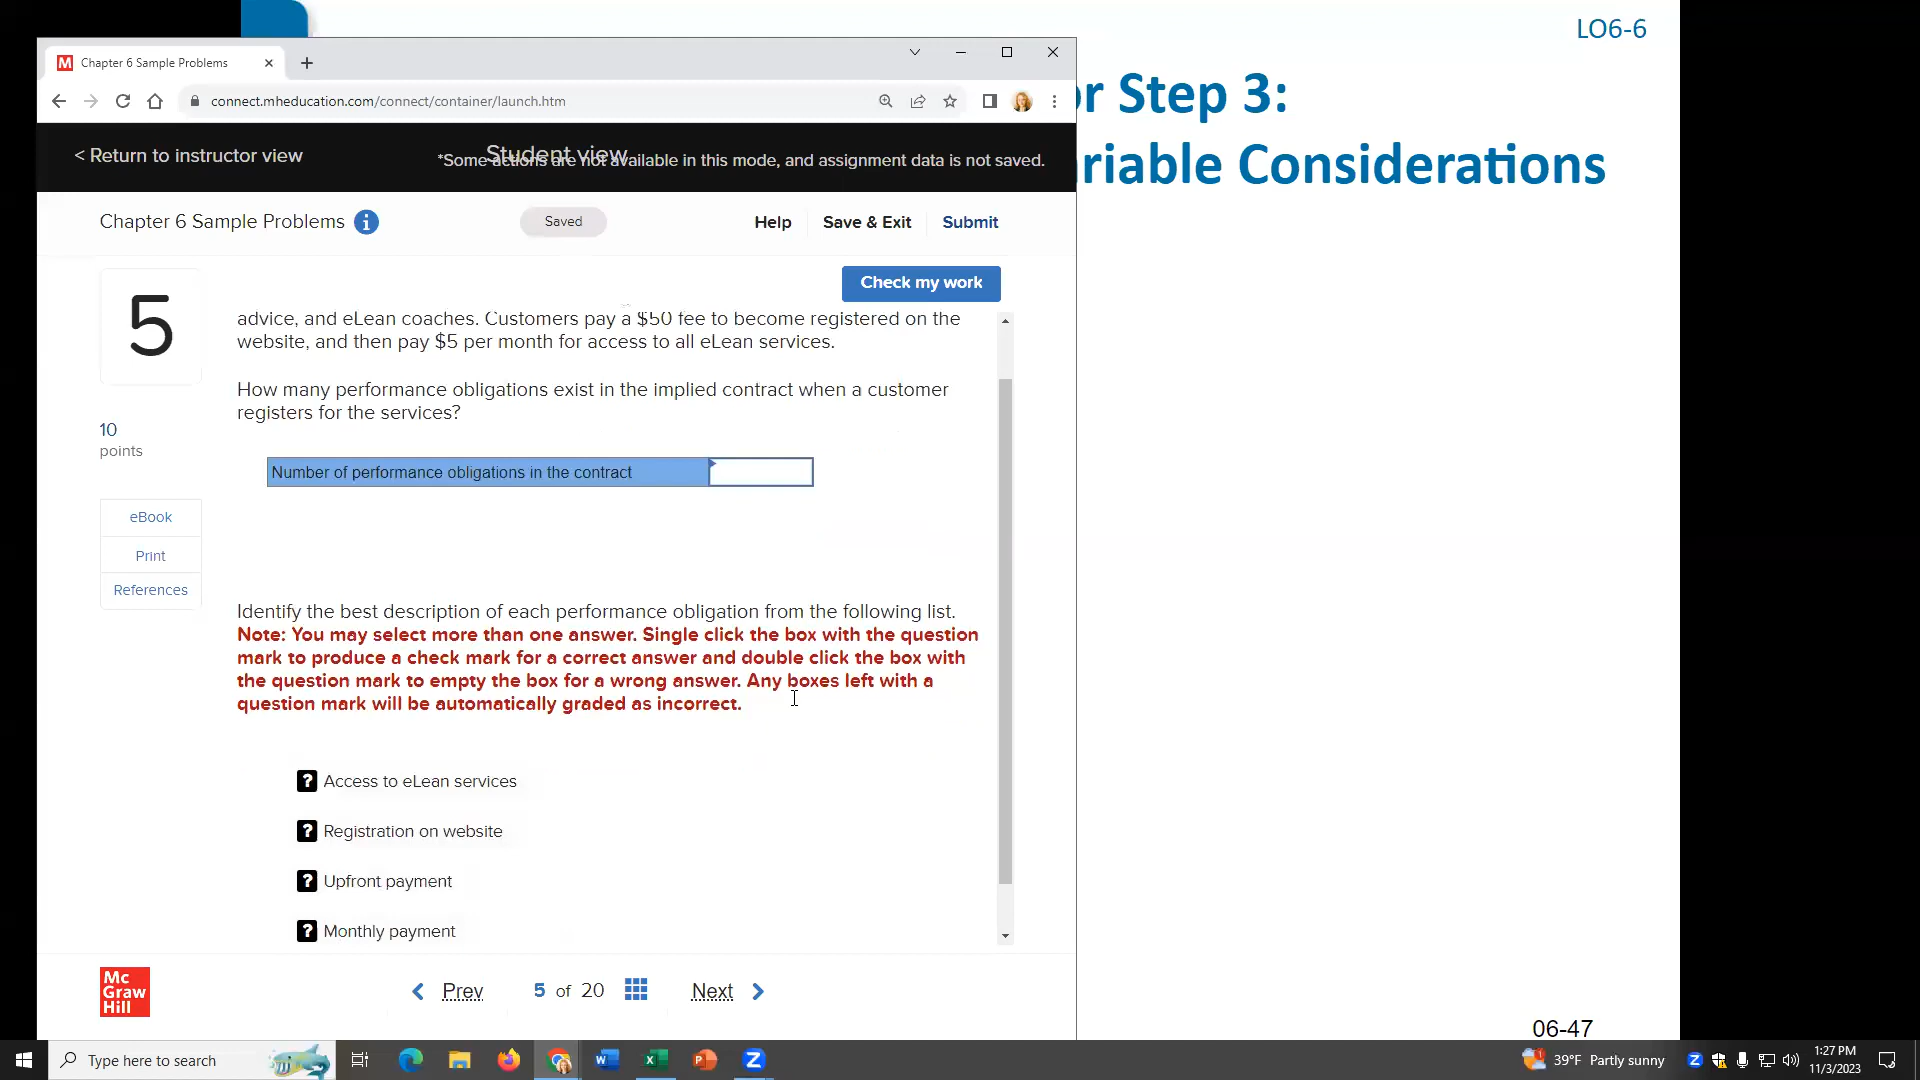 LO6-6
or Step 3:
riable Considerations
Chapter 6 Sample Problems
connect.mheducation.com/connect/container/launch.htm
< Return to instructor view
Student view
*Some actions are not available in this mode, and assignment data is not saved.
Chapter 6 Sample Problems
Saved
Help
Save & Exit
Submit
Check my work
5
10
points
eBook
Print
References
advice, and eLean coaches. Customers pay a $50 fee to become registered on the
website, and then pay $5 per month for access to all eLean services.
How many performance obligations exist in the implied contract when a customer
registers for the services?
Number of performance obligations in the contract
Identify the best description of each performance obligation from the following list.
Note: You may select more than one answer. Single click the box with the question
mark to produce a check mark for a correct answer and double click the box with
the question mark to empty the box for a wrong answer. Any boxes left with a
question mark will be automatically graded as incorrect.
? Access to eLean services
? Registration on website
? Upfront payment
? Monthly payment
Mc
Graw
Hill
Prev
5 of 20
Next
06-47
Type here to search
39°F Partly sunny
1:27 PM
11/3/2023